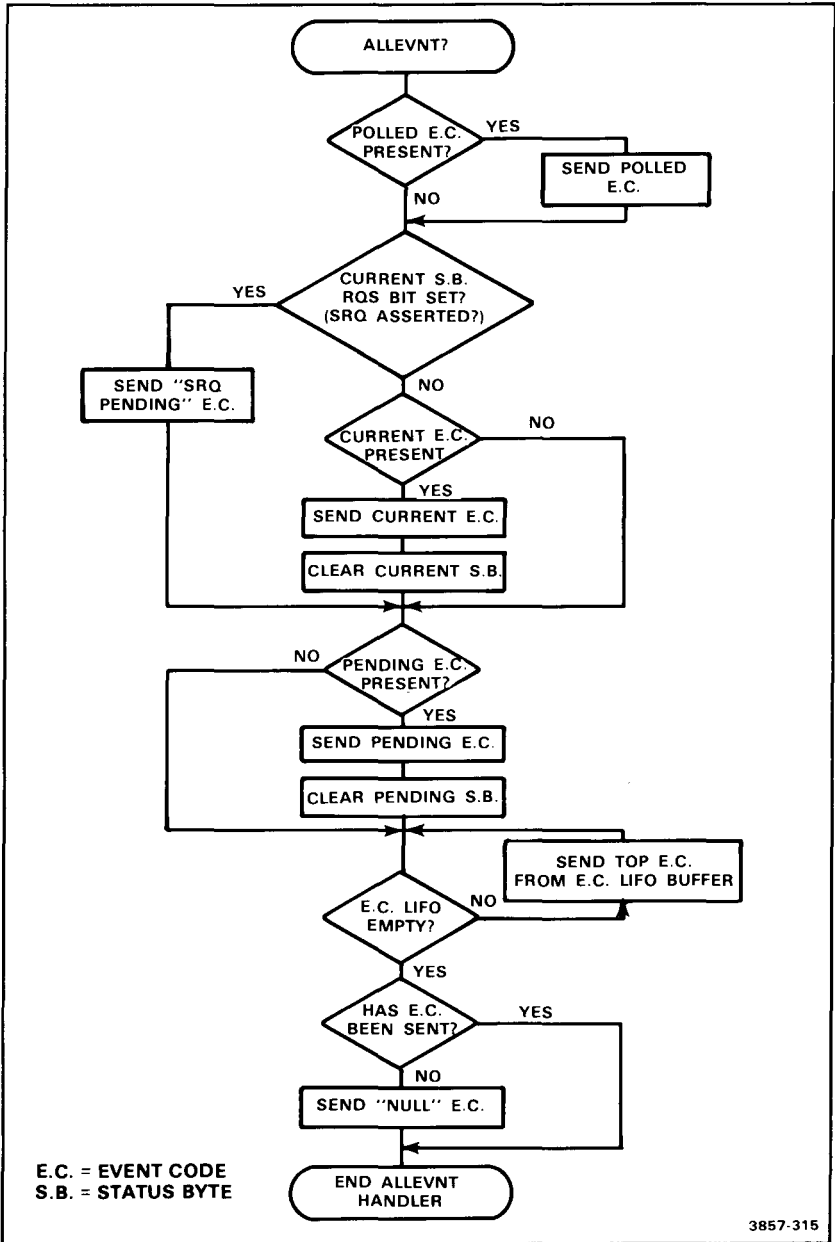 ALLEVNT?
POLLED E.C.
PRESENT?
YES
SEND POLLED
E.C.
NO
CURRENT S.B.
RQS BIT SET?
(SRQ ASSERTED?)
YES
SEND "SRQ
PENDING" E.C.
NO
CURRENT E.C.
PRESENT
NO
YES
SEND CURRENT E.C.
CLEAR CURRENT S.B.
NO
PENDING E.C.
PRESENT?
YES
SEND PENDING E.C.
CLEAR PENDING S.B.
SEND TOP E.C.
FROM E.C. LIFO BUFFER
E.C. LIFO
EMPTY?
NO
YES
HAS E.C.
BEEN SENT?
YES
NO
SEND "NULL" E.C.
E.C. = EVENT CODE
S.B. = STATUS BYTE
END ALLEVNT
HANDLER
3857-315